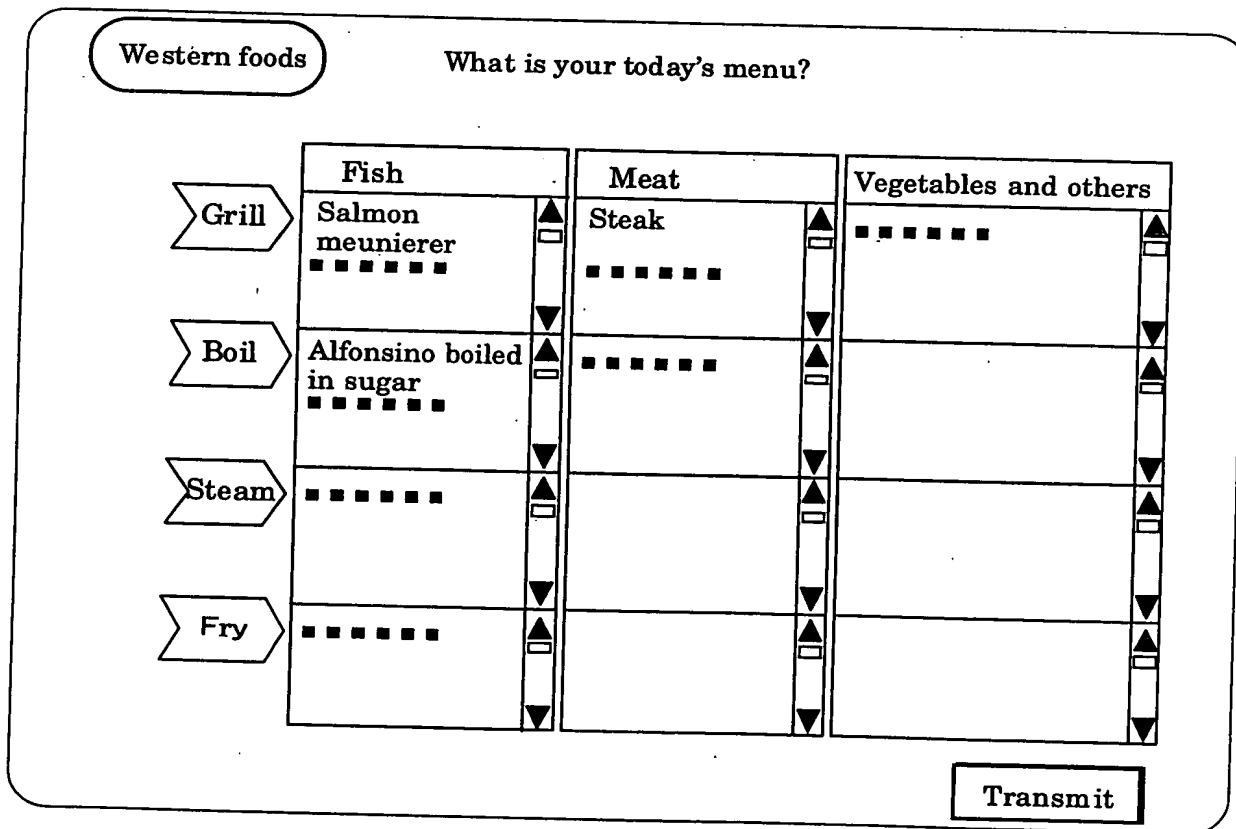 Western foods
What is your today's menu?
Fish
Meat
Vegetables and others
Grill
Salmon
meunierer
Steak
Boil
Alfonsino boiled
in sugar
Steam
Fry
Transmit